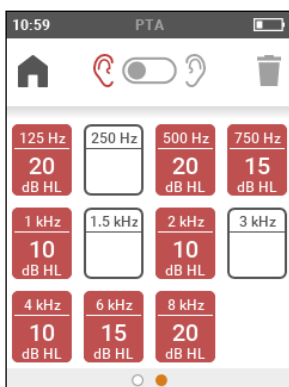 10:59 PTA
125 Hz 250 Hz 500 Hz 750 Hz
20 20 15
dB HL dB HL dB HL
1 kHz 1.5 kHz 2 kHz 3 kHz
10 10
dB HL dB HL
4 kHz 6 kHz 8 kHz
10 15 20
dB HL dB HL dB HL